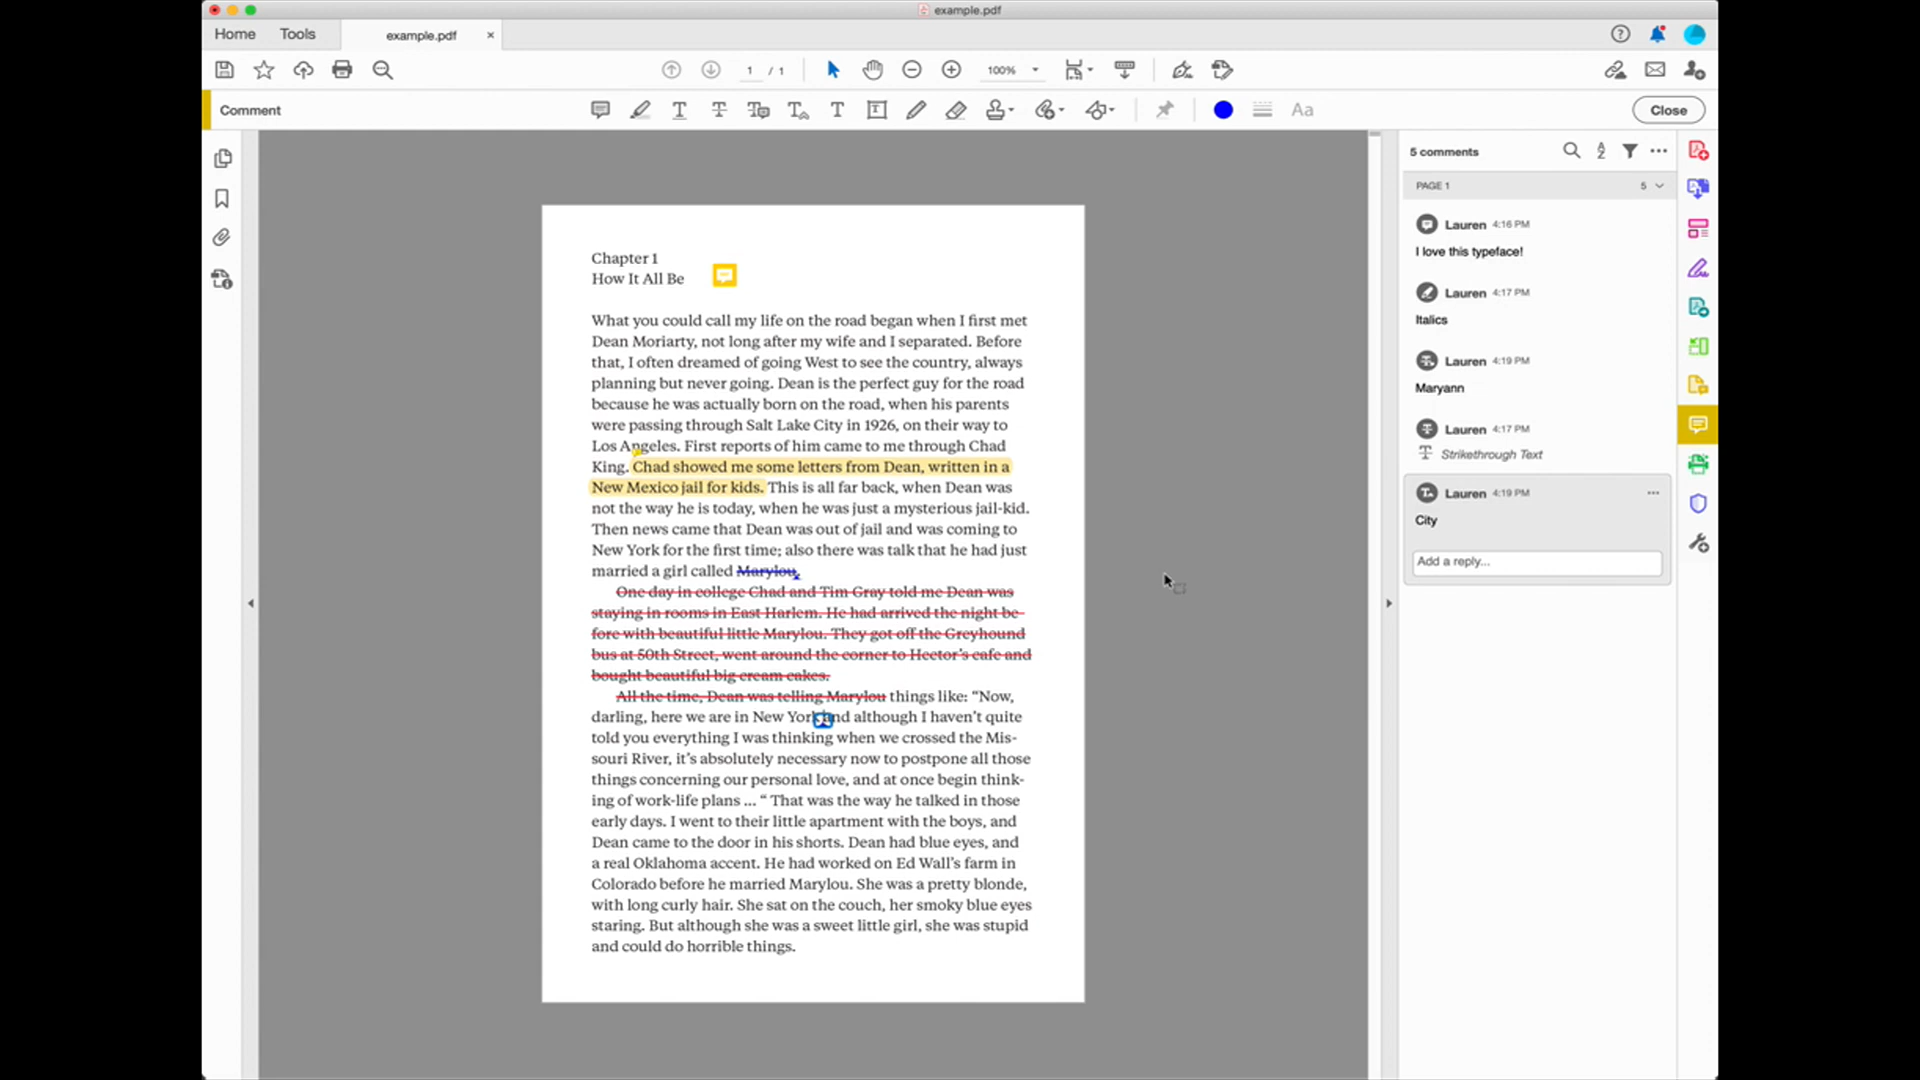 example.pdf
Home Tools example.pdf ×
1 / 1 100%
Comment Aa Close
5 comments
PAGE 1 5
Lauren 4:16 PM
I love this typeface!
Lauren 4:17 PM
Italics
Lauren 4:19 PM
Maryann
Lauren 4:17 PM
Strikethrough Text
Lauren 4:19 PM
City
Add a reply...
Chapter 1
How It All Be
What you could call my life on the road began when I first met
Dean Moriarty, not long after my wife and I separated. Before
that, I often dreamed of going West to see the country, always
planning but never going. Dean is the perfect guy for the road
because he was actually born on the road, when his parents
were passing through Salt Lake City in 1926, on their way to
Los Angeles. First reports of him came to me through Chad
King. Chad showed me some letters from Dean, written in a
New Mexico jail for kids. This is all far back, when Dean was
not the way he is today, when he was just a mysterious jail-kid.
Then news came that Dean was out of jail and was coming to
New York for the first time; also there was talk that he had just
married a girl called Marylou.
One day in college Chad and Tim Gray told me Dean was
staying in rooms in East Harlem. He had arrived the night be-
fore with beautiful little Marylou. They got off the Greyhound
bus at 50th Street, went around the corner to Hector's cafe and
bought beautiful big cream cakes.
All the time, Dean was telling Marylou things like: “Now,
darling, here we are in New York and although I haven’t quite
told you everything I was thinking when we crossed the Mis-
souri River, it’s absolutely necessary now to postpone all those
things concerning our personal love, and at once begin think-
ing of work-life plans ... “ That was the way he talked in those
early days. I went to their little apartment with the boys, and
Dean came to the door in his shorts. Dean had blue eyes, and
a real Oklahoma accent. He had worked on Ed Wall’s farm in
Colorado before he married Marylou. She was a pretty blonde,
with long curly hair. She sat on the couch, her smoky blue eyes
staring. But although she was a sweet little girl, she was stupid
and could do horrible things.